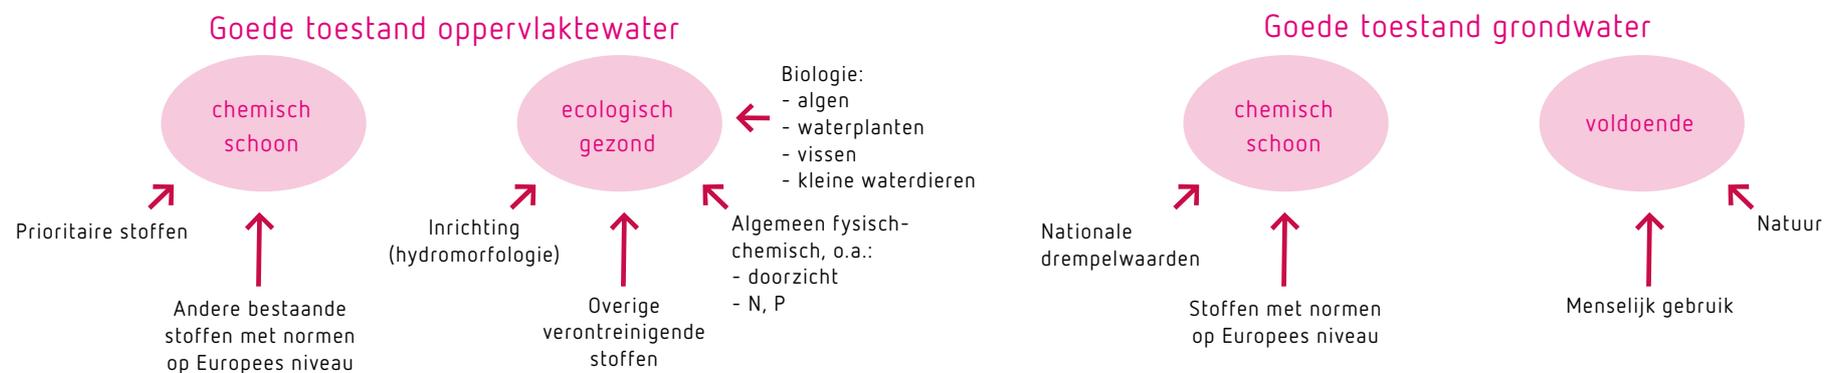 Goede toestand oppervlaktewater
chemisch
schoon
Prioritaire stoffen
Andere bestaande
stoffen met normen
op Europees niveau
ecologisch
gezond
Biologie:
- algen
- waterplanten
- vissen
- kleine waterdieren
Inrichting
(hydromorfologie)
Overige
verontreinigende
stoffen
Algemeen fysisch-
chemisch, o.a.:
- doorzicht
- N, P
Goede toestand grondwater
chemisch
schoon
Nationale
drempelwaarden
Stoffen met normen
op Europees niveau
voldoende
Menselijk gebruik
Natuur